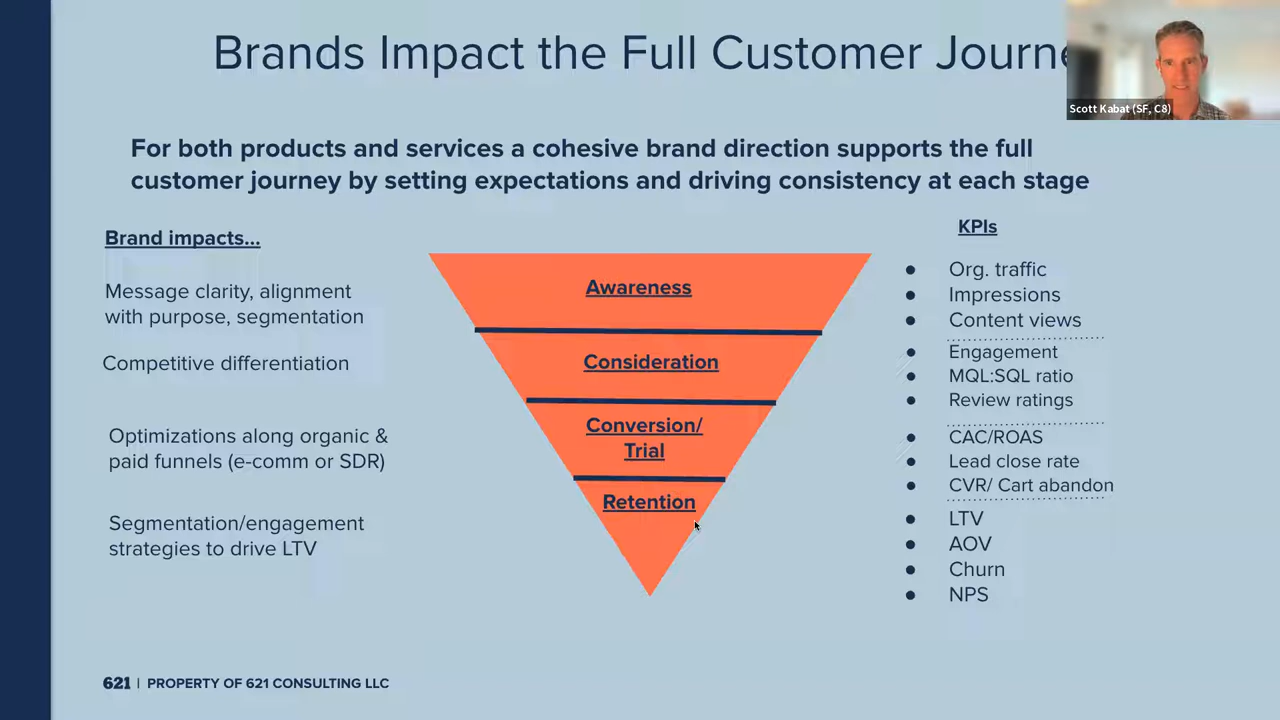 Brands Impact the Full Customer Journe
Scott Kabat (SF, C8)
For both products and services a cohesive brand direction supports the full
customer journey by setting expectations and driving consistency at each stage
Brand impacts...
Message clarity, alignment
with purpose, segmentation
Competitive differentiation
Optimizations along organic &
paid funnels (e-comm or SDR)
Segmentation/engagement
strategies to drive LTV
Awareness
Consideration
Conversion/
Trial
Retention
KPIs
● Org. traffic
● Impressions
● Content views
● Engagement
● MQL:SQL ratio
● Review ratings
● CAC/ROAS
● Lead close rate
● CVR/ Cart abandon
● LTV
● AOV
● Churn
● NPS
621 | PROPERTY OF 621 CONSULTING LLC